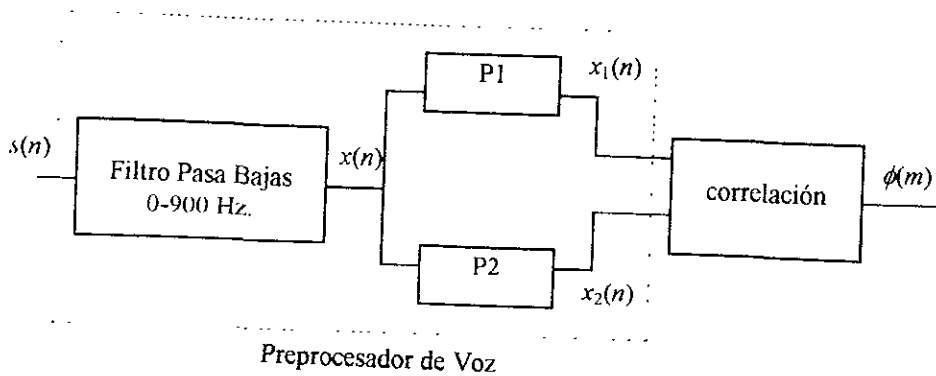 s(n)
Filtro Pasa Bajas
0-900 Hz.
x(n)
P1
x₁(n)
P2
x₂(n)
correlación
ϕ(m)
Preprocesador de Voz